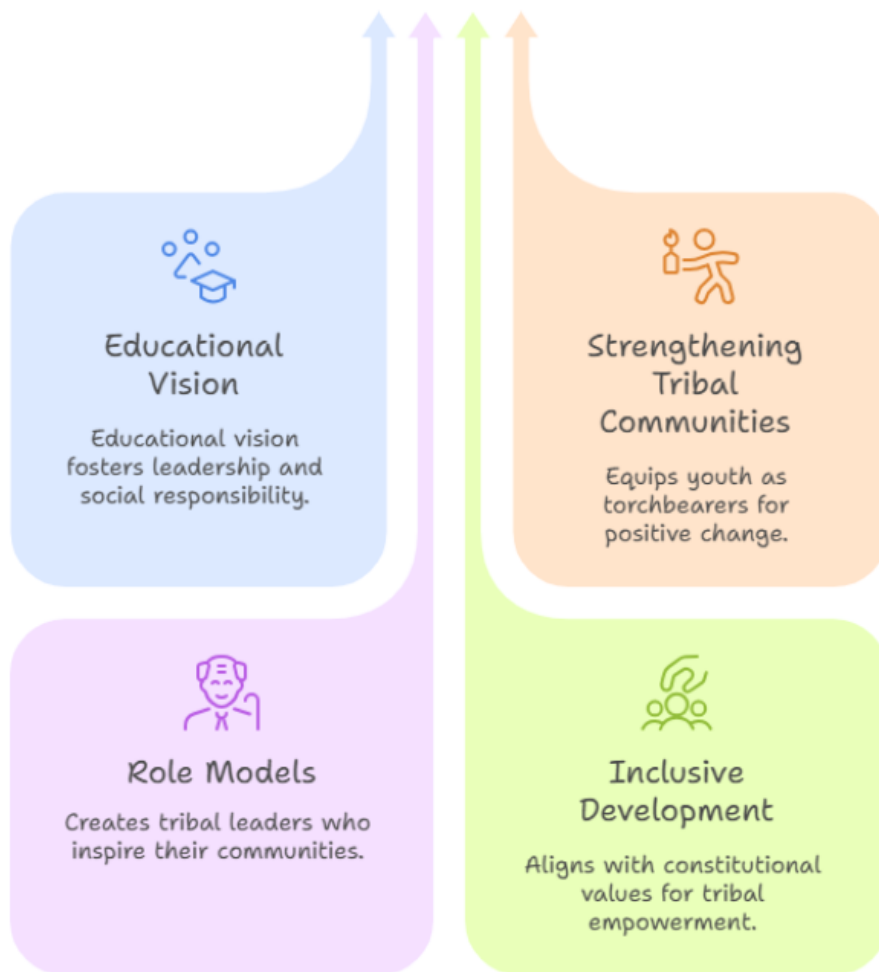 Educational
Vision
Educational vision
fosters leadership and
social responsibility.
Strengthening
Tribal
Communities
Equips youth as
torchbearers for
positive change.
Role Models
Creates tribal leaders who
inspire their communities.
Inclusive
Development
Aligns with constitutional
values for tribal
empowerment.